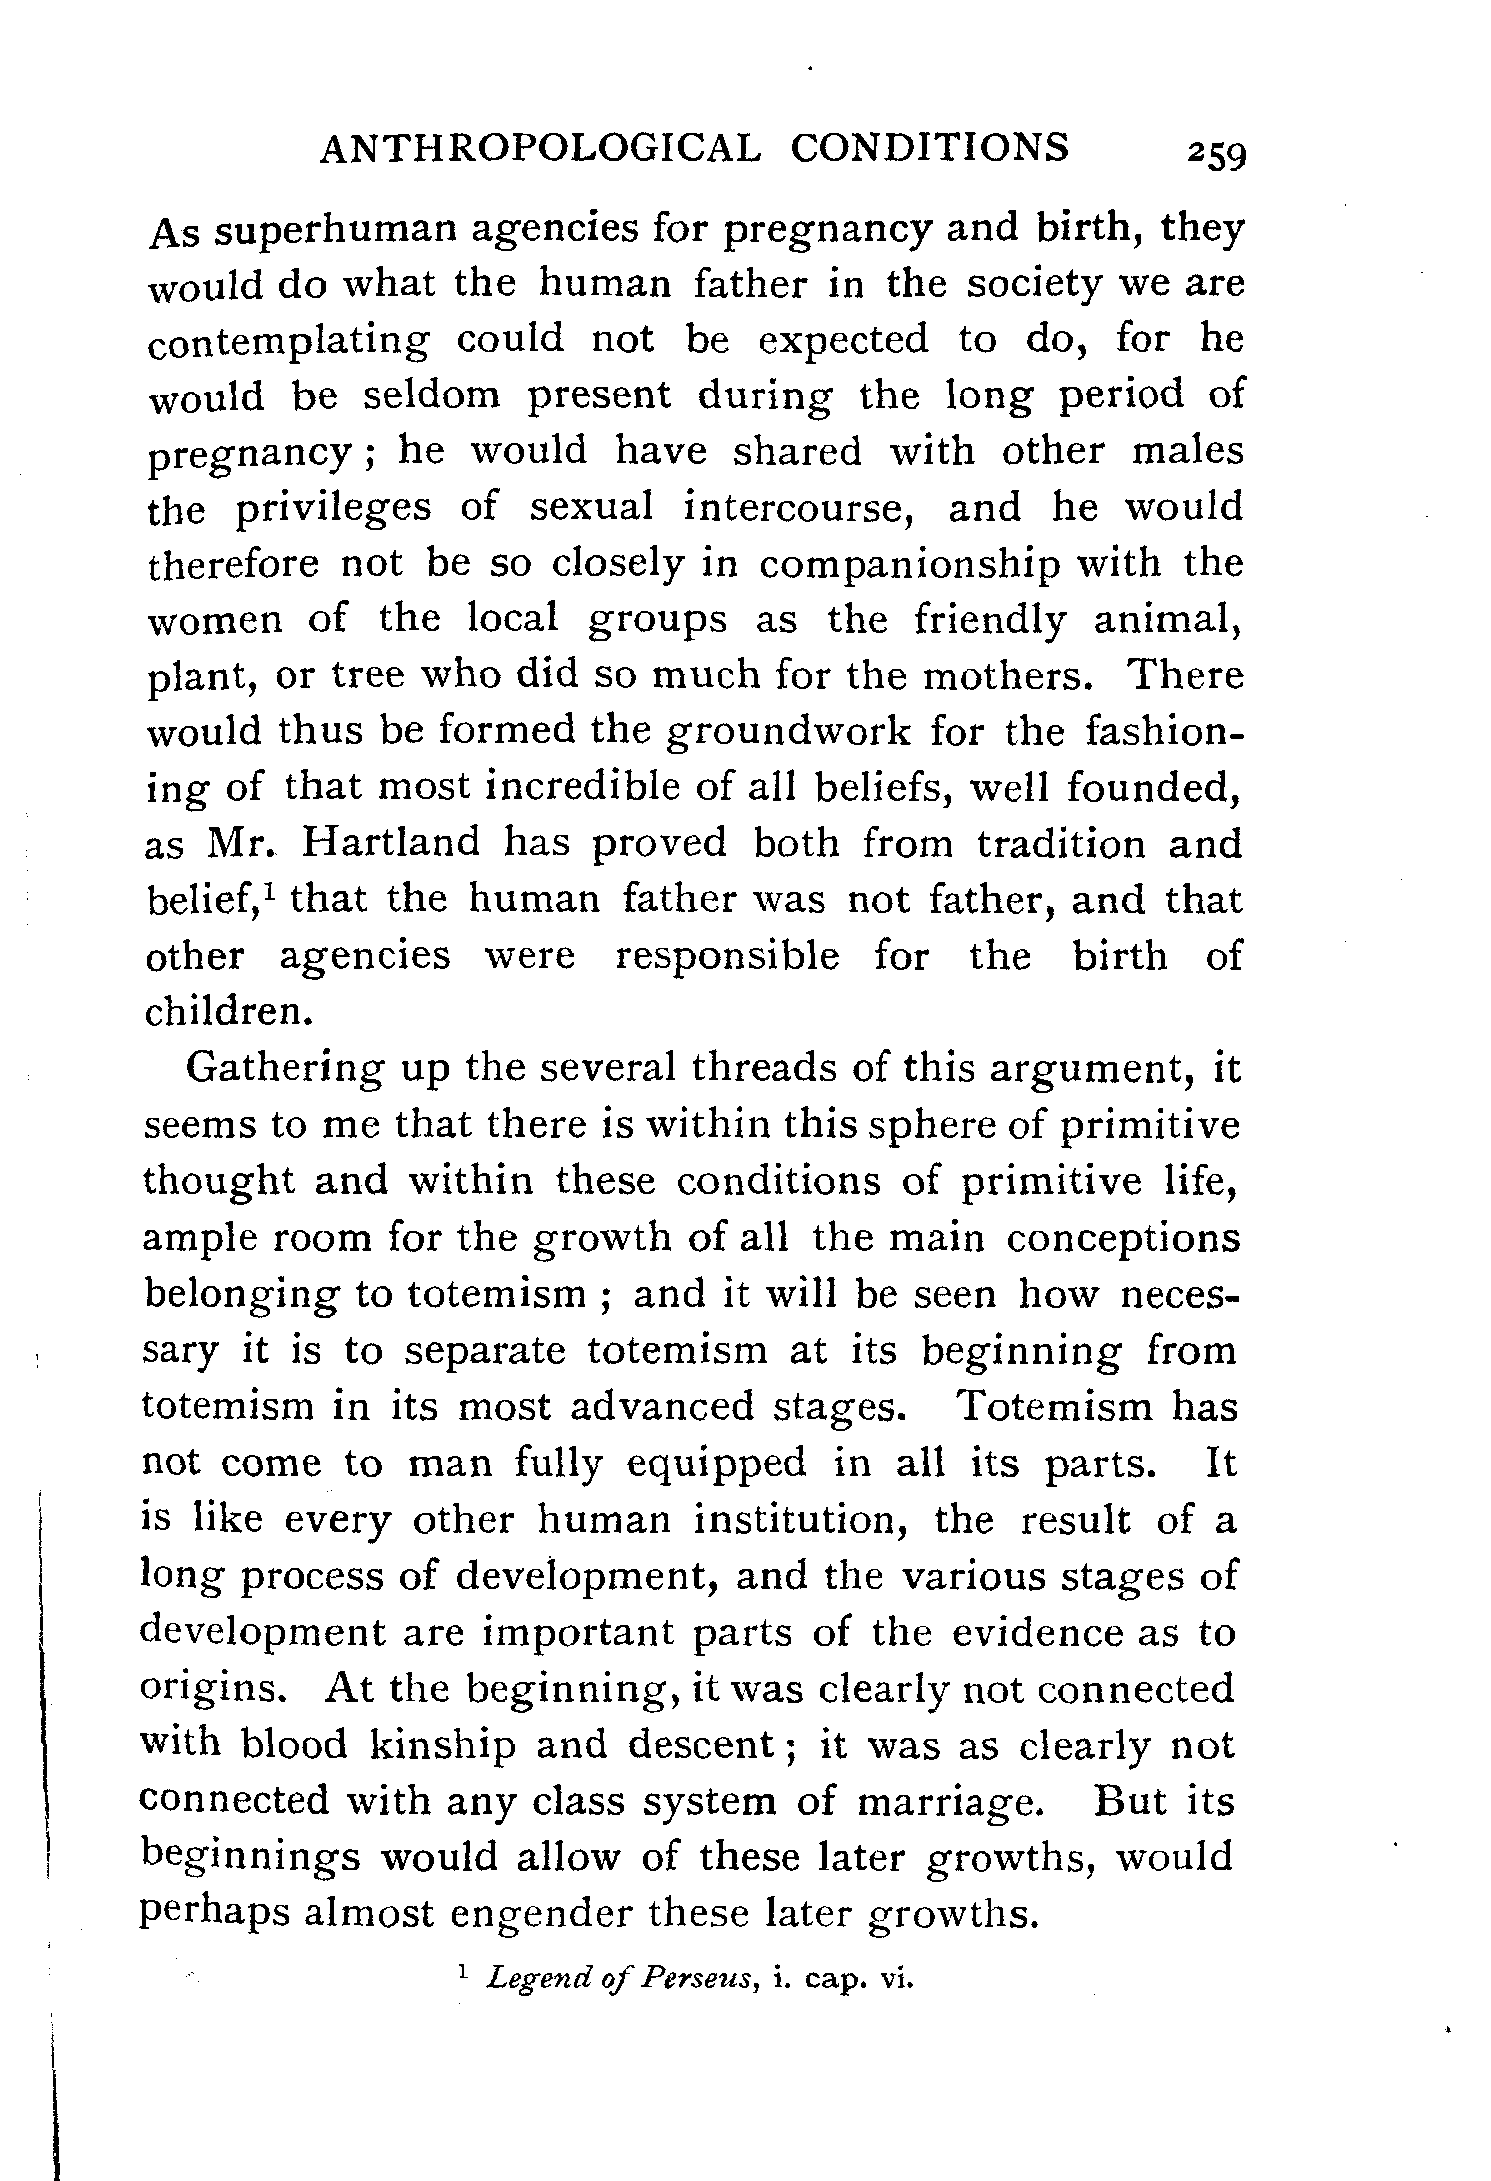 ANTHROPOLOGICAL CONDITIONS 259
As superhuman agencies for pregnancy and birth, they
would do what the human father in the society we are
contemplating could not be expected to do, for he
would be seldom present during the long period of
pregnancy ; he would have shared with other males
the privileges of sexual intercourse, and he would
therefore not be so closely in companionship with the
women of the local groups as the friendly animal,
plant, or tree who did so much for the mothers. There
would thus be formed the groundwork for the fashion-
ing of that most incredible of all beliefs, well founded,
as Mr. Hartland has proved both from tradition and
belief,¹ that the human father was not father, and that
other agencies were responsible for the birth of
children.
Gathering up the several threads of this argument, it
seems to me that there is within this sphere of primitive
thought and within these conditions of primitive life,
ample room for the growth of all the main conceptions
belonging to totemism ; and it will be seen how neces-
sary it is to separate totemism at its beginning from
totemism in its most advanced stages. Totemism has
not come to man fully equipped in all its parts. It
is like every other human institution, the result of a
long process of development, and the various stages of
development are important parts of the evidence as to
origins. At the beginning, it was clearly not connected
with blood kinship and descent ; it was as clearly not
connected with any class system of marriage. But its
beginnings would allow of these later growths, would
perhaps almost engender these later growths.
¹ Legend of Perseus, i. cap. vi.